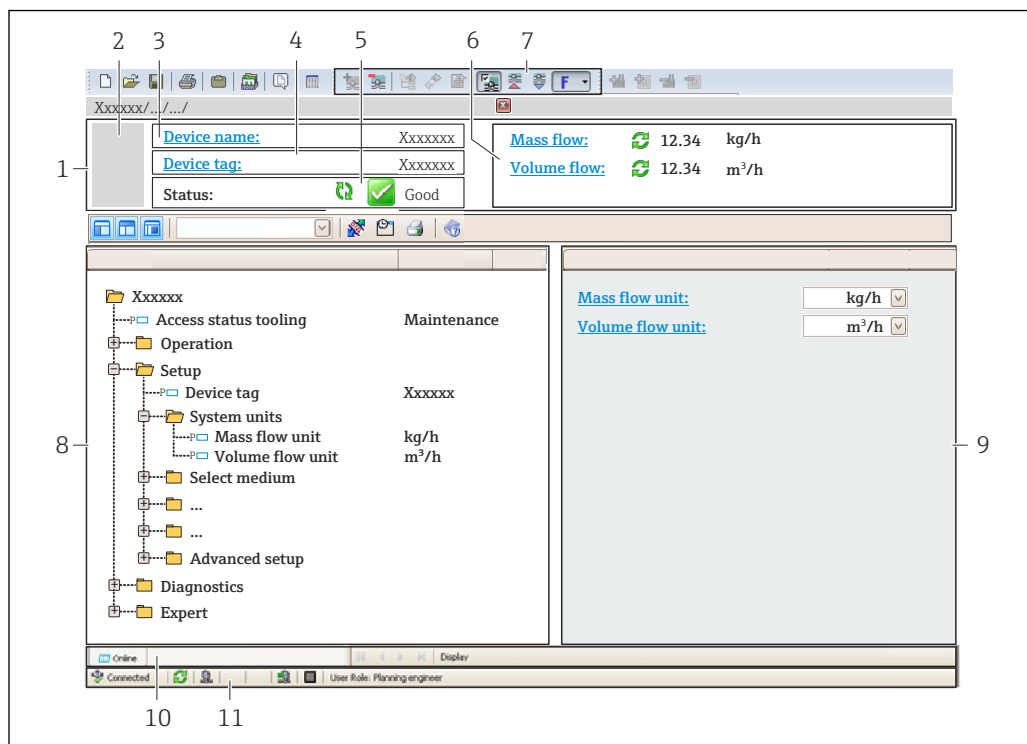 2 3 4 5 6 7
F
Xxxxxx/.../.../
1
Device name: Xxxxxxx
Device tag: Xxxxxxx
Status: Good
Mass flow: 12.34 kg/h
Volume flow: 12.34 m³/h
Xxxxxx
P Access status tooling Maintenance
Operation
Setup
P Device tag Xxxxxx
System units
P Mass flow unit kg/h
P Volume flow unit m³/h
Select medium
...
...
Advanced setup
Diagnostics
Expert
8
Mass flow unit: kg/h
Volume flow unit: m³/h
9
Online Display
Connected User Role: Planning engineer
10 11